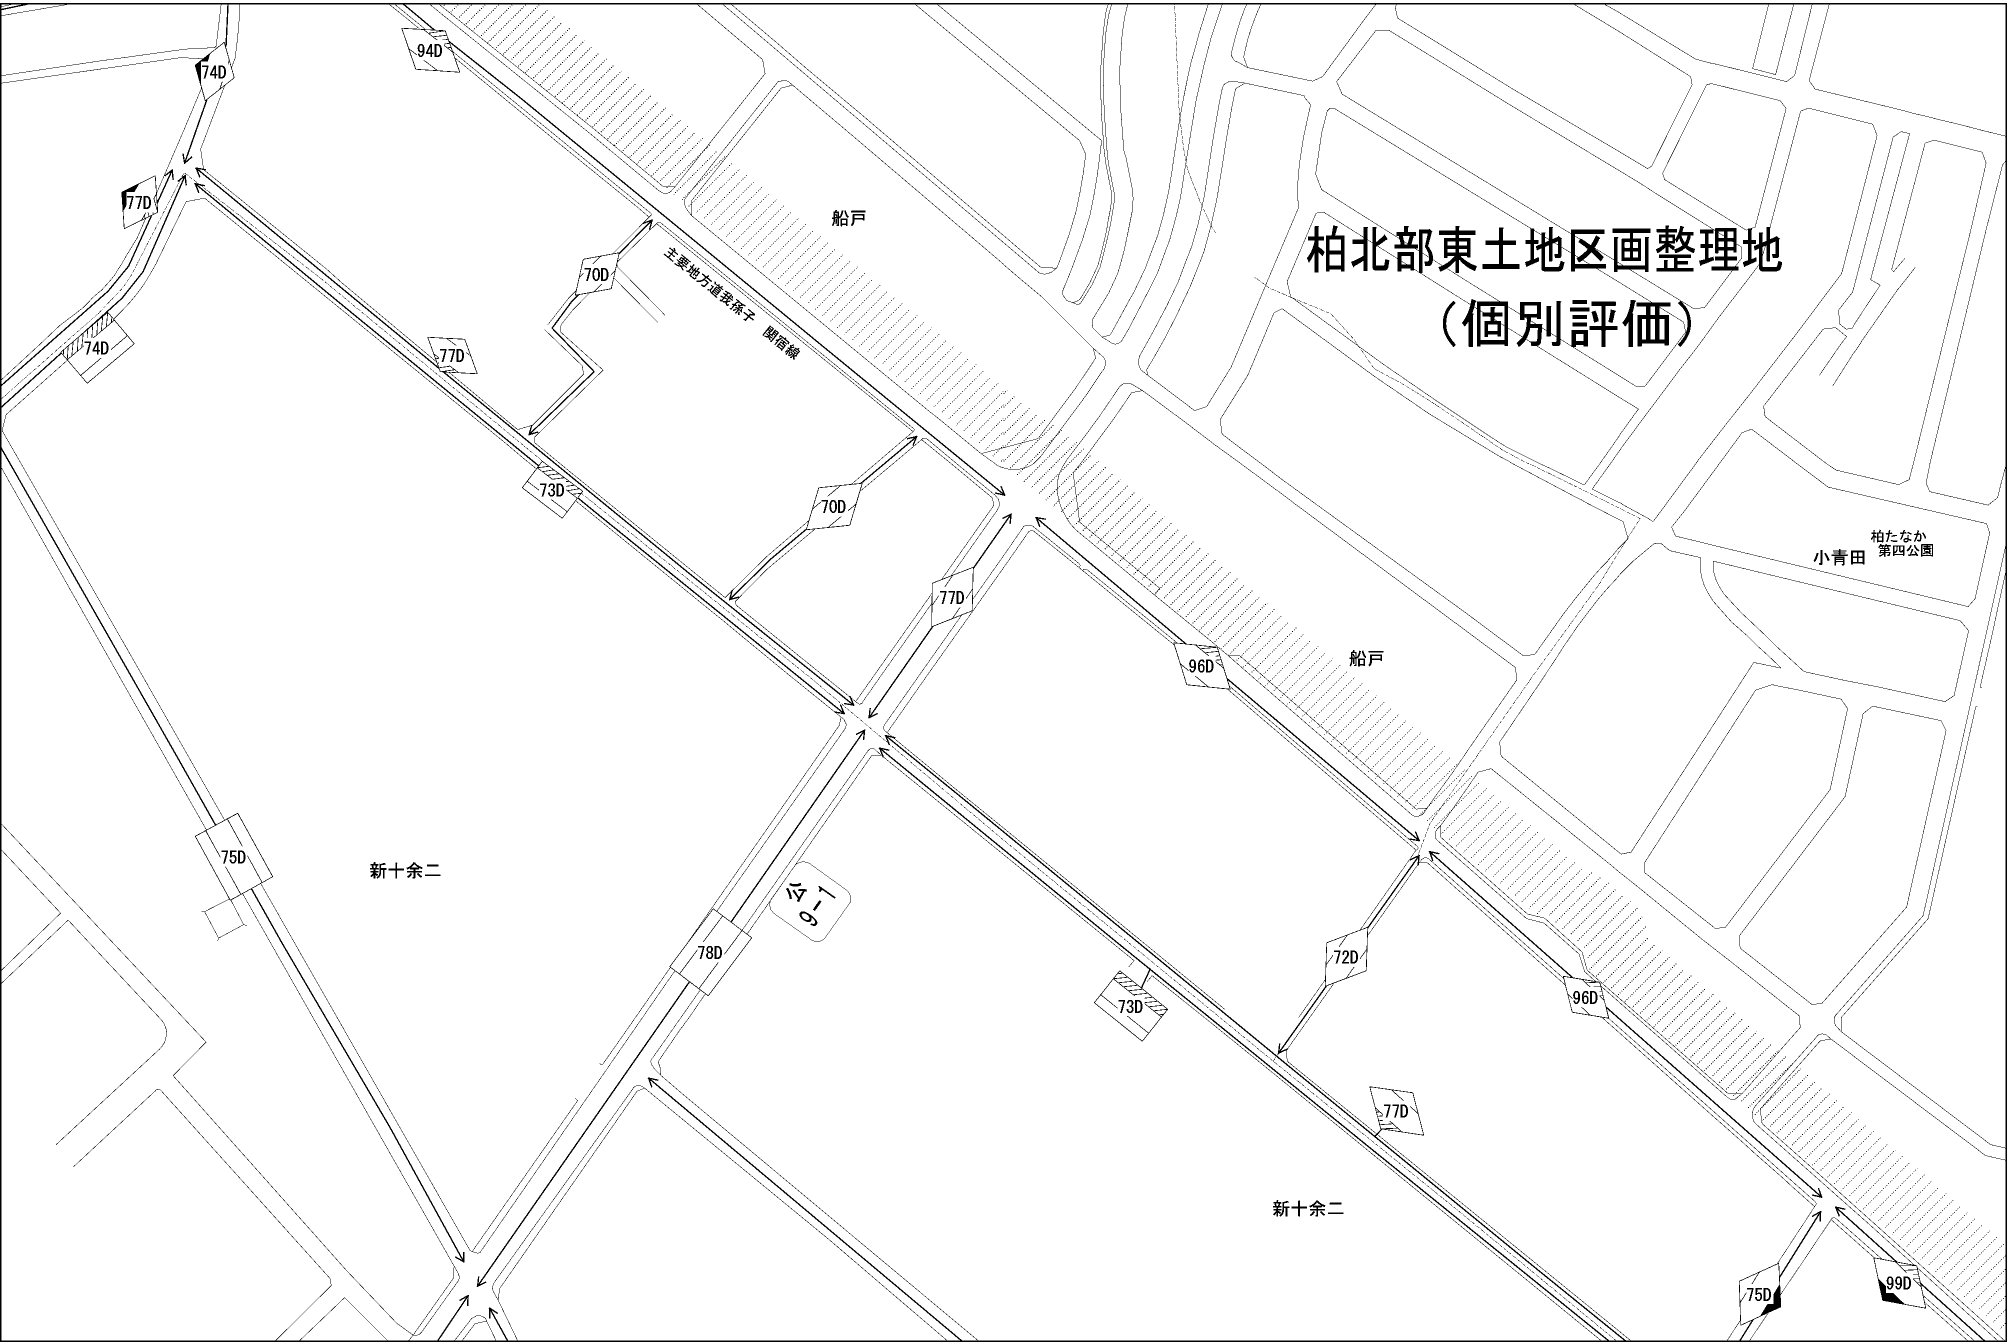 94D
74D
77D
船戸
柏北部東土地区画整理地
（個別評価）
70D
主要地方道我孫子　関宿線
74D
77D
73D
70D
柏たなか
第四公園
小青田
77D
船戸
96D
75D
新十余二
公
9-1
78D
72D
96D
73D
77D
新十余二
75D
99D